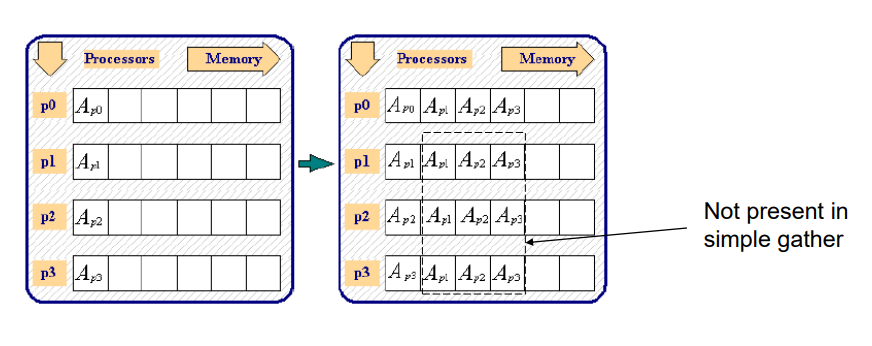 Processors Memory
p0 Ap0
p1 Ap1
p2 Ap2
p3 Ap3
Processors Memory
p0 Ap0 Ap1 Ap2 Ap3
p1 Ap1 Ap1 Ap2 Ap3
p2 Ap2 Ap1 Ap2 Ap3
p3 Ap3 Ap1 Ap2 Ap3
Not present in
simple gather